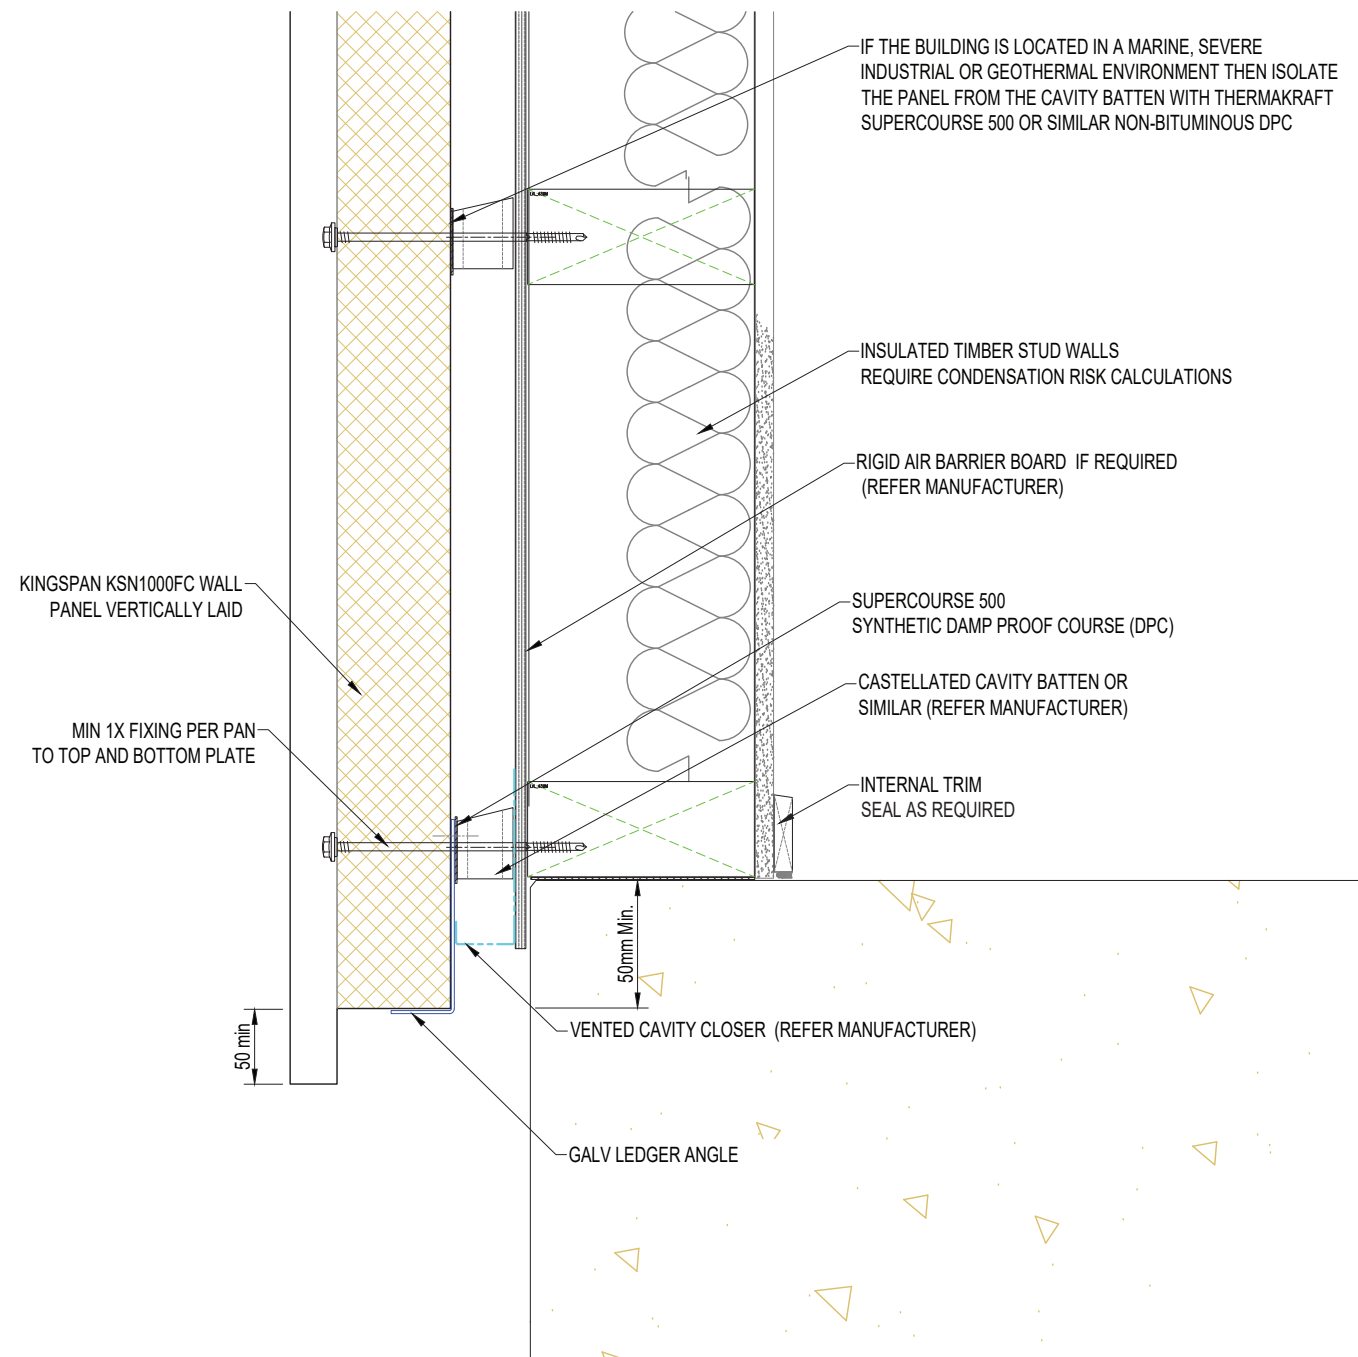 IF THE BUILDING IS LOCATED IN A MARINE, SEVERE
INDUSTRIAL OR GEOTHERMAL ENVIRONMENT THEN ISOLATE
THE PANEL FROM THE CAVITY BATTEN WITH THERMAKRAFT
SUPERCOURSE 500 OR SIMILAR NON-BITUMINOUS DPC
INSULATED TIMBER STUD WALLS
REQUIRE CONDENSATION RISK CALCULATIONS
RIGID AIR BARRIER BOARD IF REQUIRED
(REFER MANUFACTURER)
KINGSPAN KSN1000FC WALL
PANEL VERTICALLY LAID
SUPERCOURSE 500
SYNTHETIC DAMP PROOF COURSE (DPC)
CASTELLATED CAVITY BATTEN OR
SIMILAR (REFER MANUFACTURER)
MIN 1X FIXING PER PAN
TO TOP AND BOTTOM PLATE
INTERNAL TRIM
SEAL AS REQUIRED
50mm Min.
VENTED CAVITY CLOSER (REFER MANUFACTURER)
50 min
GALV LEDGER ANGLE